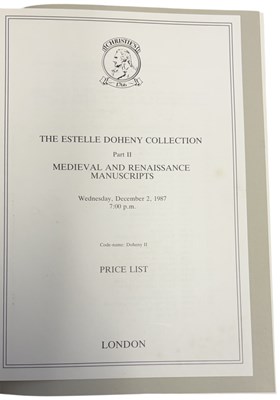 CHRISTIE'S
1766
THE ESTELLE DOHENY COLLECTION
Part II
MEDIEVAL AND RENAISSANCE
MANUSCRIPTS
Wednesday, December 2, 1987
7:00 p.m.
Code name: Doheny II
PRICE LIST
LONDON